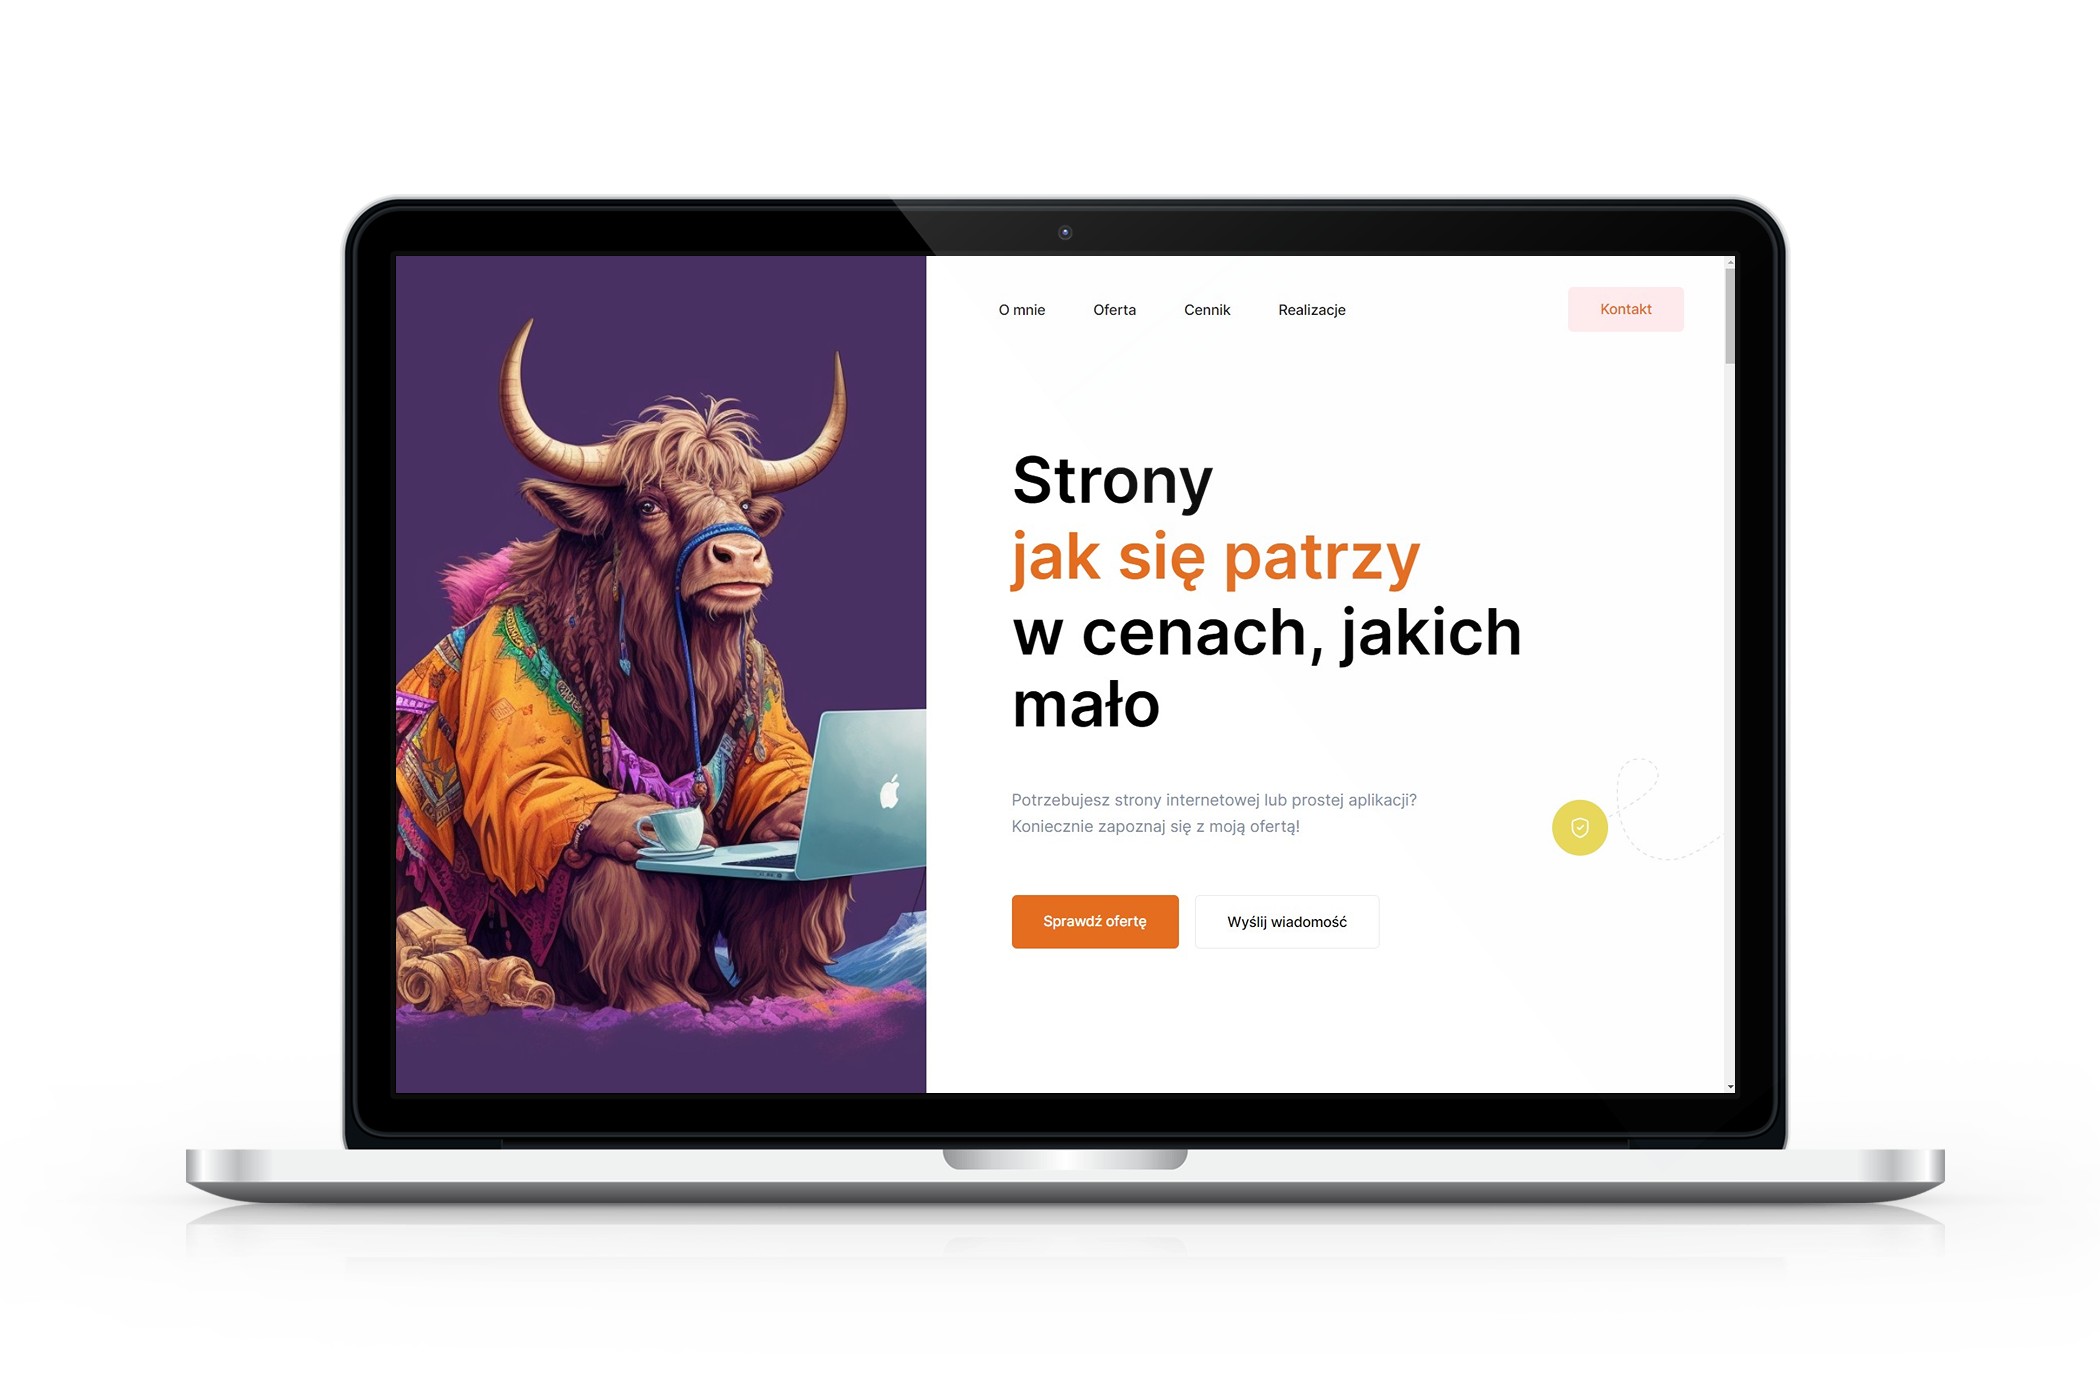 O mnie
Oferta
Cennik
Realizacje
Kontakt
Strony
jak się patrzy
w cenach, jakich
mało
Potrzebujesz strony internetowej lub prostej aplikacji?
Koniecznie zapoznaj się z moją ofertą!
Sprawdź ofertę
Wyślij wiadomość